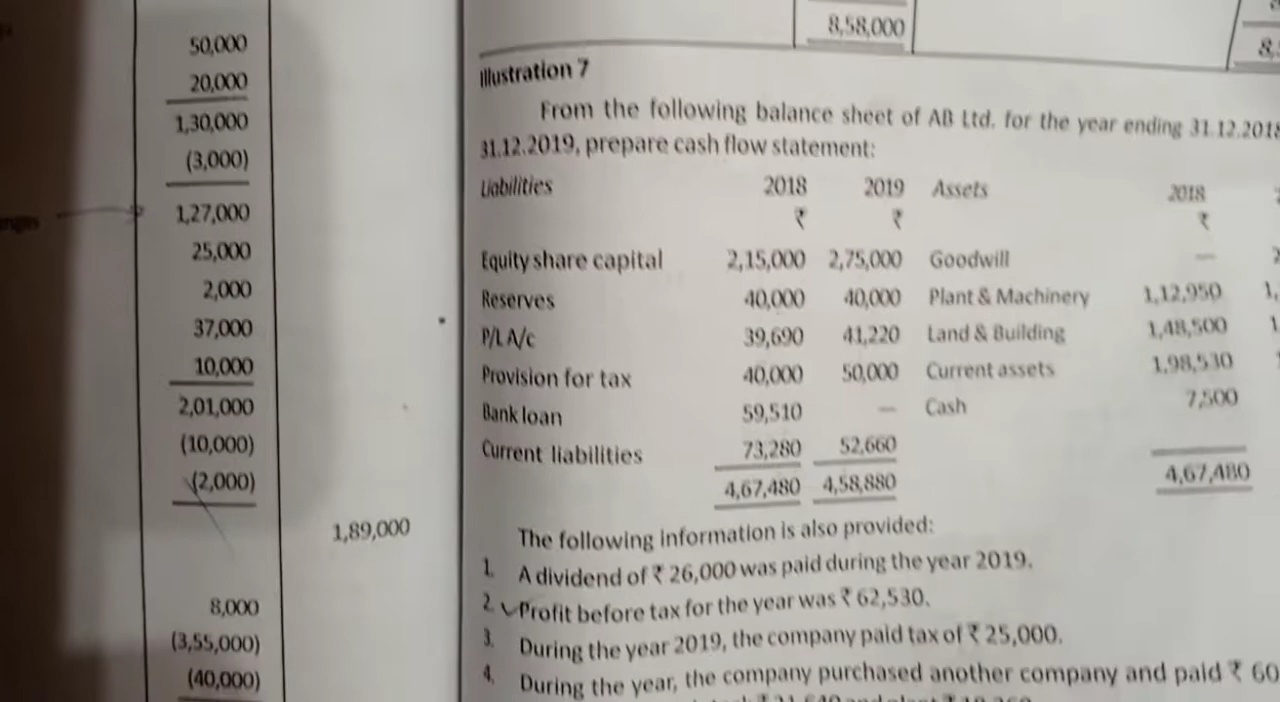 50,000
20,000
1,30,000
(3,000)
1,27,000
25,000
2,000
37,000
10,000
2,01,000
(10,000)
(2,000)
1,89,000
8,000
(3,55,000)
(40,000)
8,58,000
Illustration 7
From the following balance sheet of AB Ltd. for the year ending 31.12.2018
31.12.2019, prepare cash flow statement:
Liabilities 2018 2019 Assets 2018
₹ ₹ ₹
Equity share capital 2,15,000 2,75,000 Goodwill —
Reserves 40,000 40,000 Plant & Machinery 1,12,950 1,
P/L A/c 39,690 41,220 Land & Building 1,48,500 1
Provision for tax 40,000 50,000 Current assets 1,98,530
Bank loan 59,510 — Cash 7,500
Current liabilities 73,280 52,660
4,67,480 4,58,880 4,67,480
The following information is also provided:
1. A dividend of ₹ 26,000 was paid during the year 2019.
2. Profit before tax for the year was ₹ 62,530.
3. During the year 2019, the company paid tax of ₹ 25,000.
4. During the year, the company purchased another company and paid ₹ 60